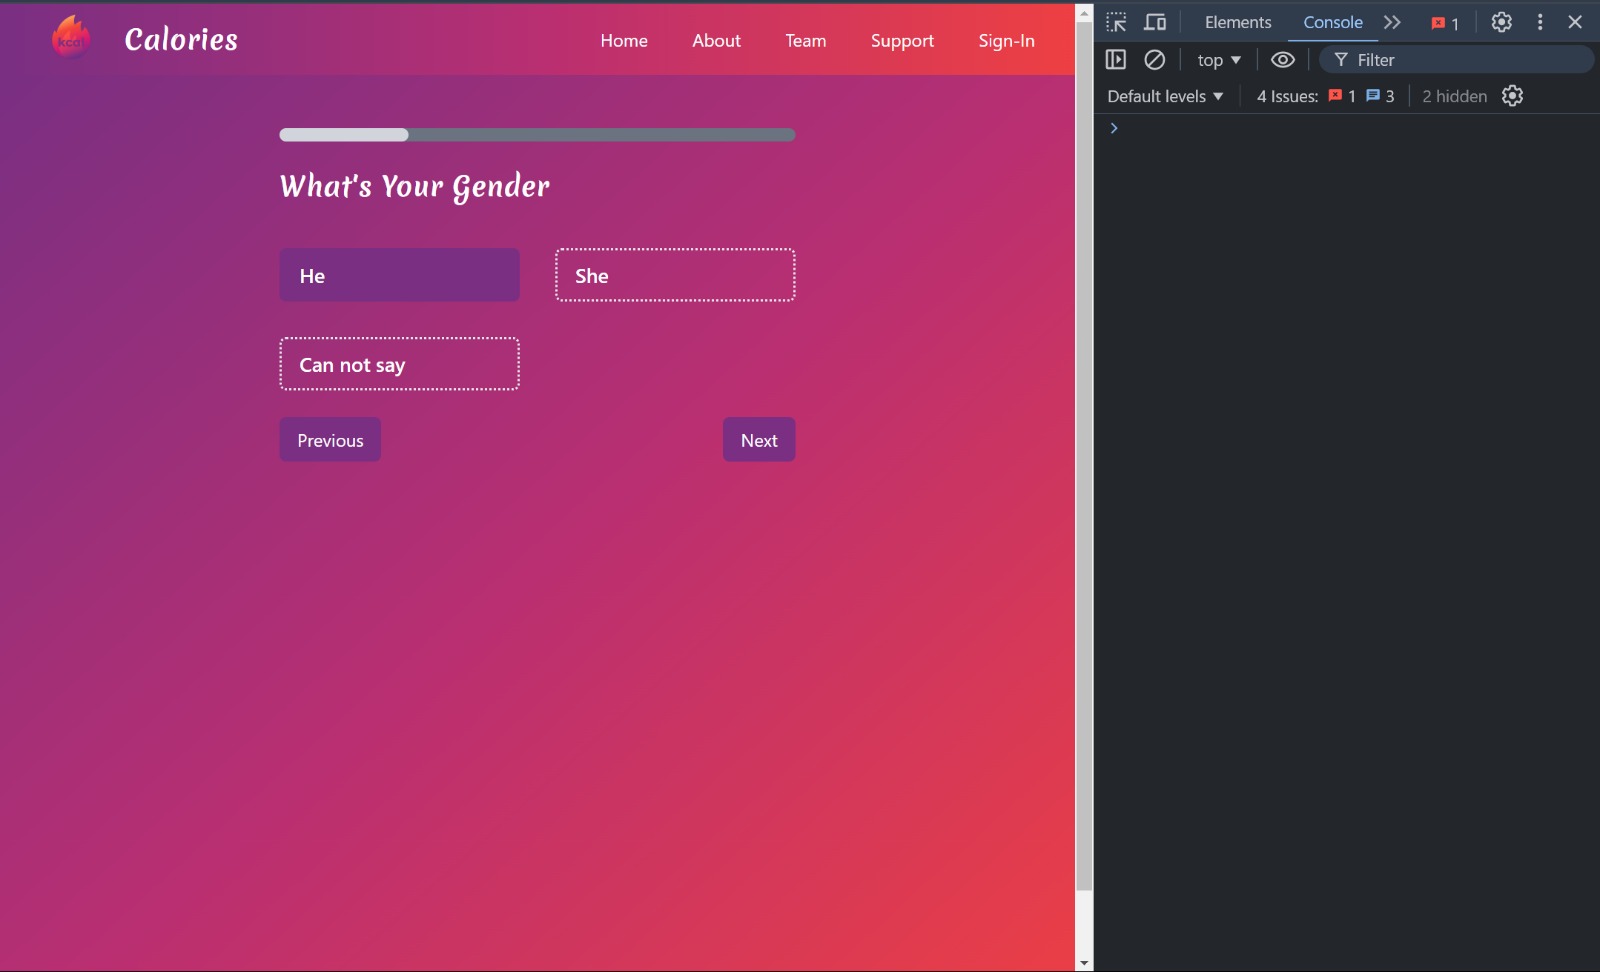 kcal
Calories
Home About Team Support Sign-In
What's Your Gender
He She
Can not say
Previous Next
Elements Console 1
top Filter
Default levels 4 Issues: 1 3 2 hidden